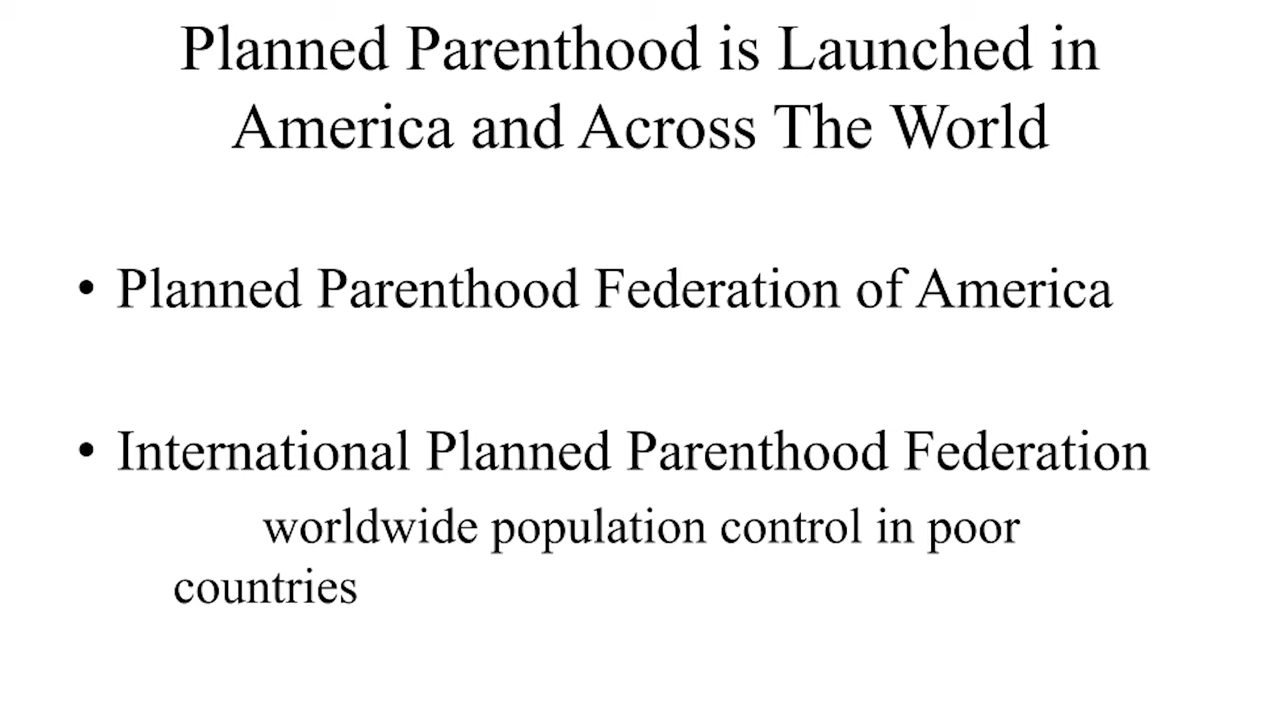 Planned Parenthood is Launched in
America and Across The World
• Planned Parenthood Federation of America
• International Planned Parenthood Federation
worldwide population control in poor
countries